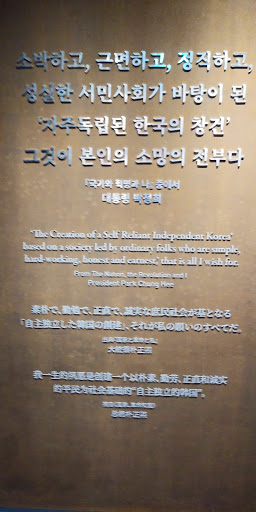 소박하고, 근면하고, 정직하고,
성실한 서민사회가 바탕이 된
‘자주독립된 한국의 창건’
그것이 본인의 소망의 전부다
『국가와 혁명과 나』 중에서
대통령 박정희
'The Creation of a Self Reliant Independent Korea'
based on a society led by ordinary folks who are simple,
hard-working, honest and earnest,' that is all I wish for.
From The Nation, the Revolution and I
President Park Chung Hee
素朴で、勤勉で、正直で、誠実な庶民社会が基となる
「自主独立した韓国の創建」、それが私の願いのすべてだ。
大統領朴正熙
我一生的夙愿是创建一个以朴素、勤劳、正直和诚实
的平民为社会基础的“自主独立的韩国”。
总统朴正熙